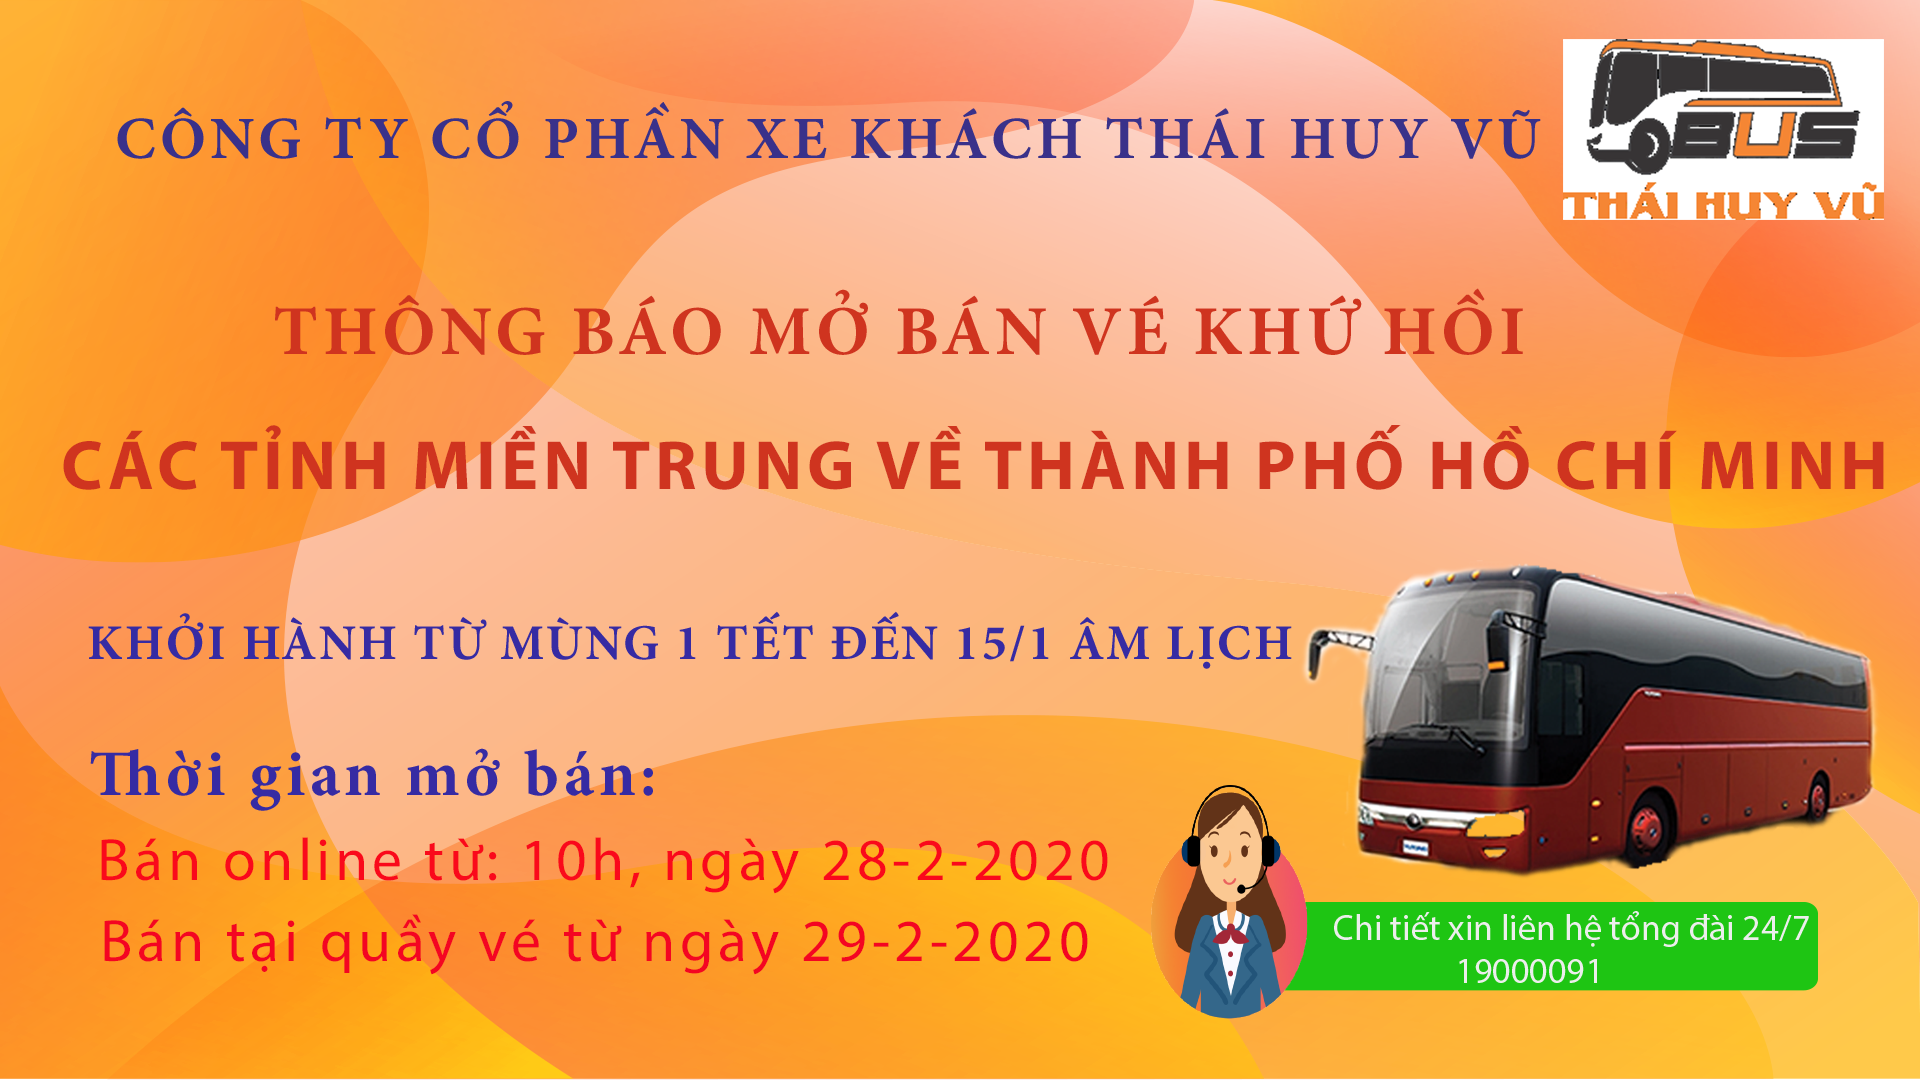 CÔNG TY CỔ PHẦN XE KHÁCH THÁI HUY VŨ
BUS
THÁI HUY VŨ
THÔNG BÁO MỞ BÁN VÉ KHỨ HỒI
CÁC TỈNH MIỀN TRUNG VỀ THÀNH PHỐ HỒ CHÍ MINH
KHỞI HÀNH TỪ MÙNG 1 TẾT ĐẾN 15/1 ÂM LỊCH
Thời gian mở bán:
Bán online từ: 10h, ngày 28-2-2020
Bán tại quầy vé từ ngày 29-2-2020
Chi tiết xin liên hệ tổng đài 24/7
19000091